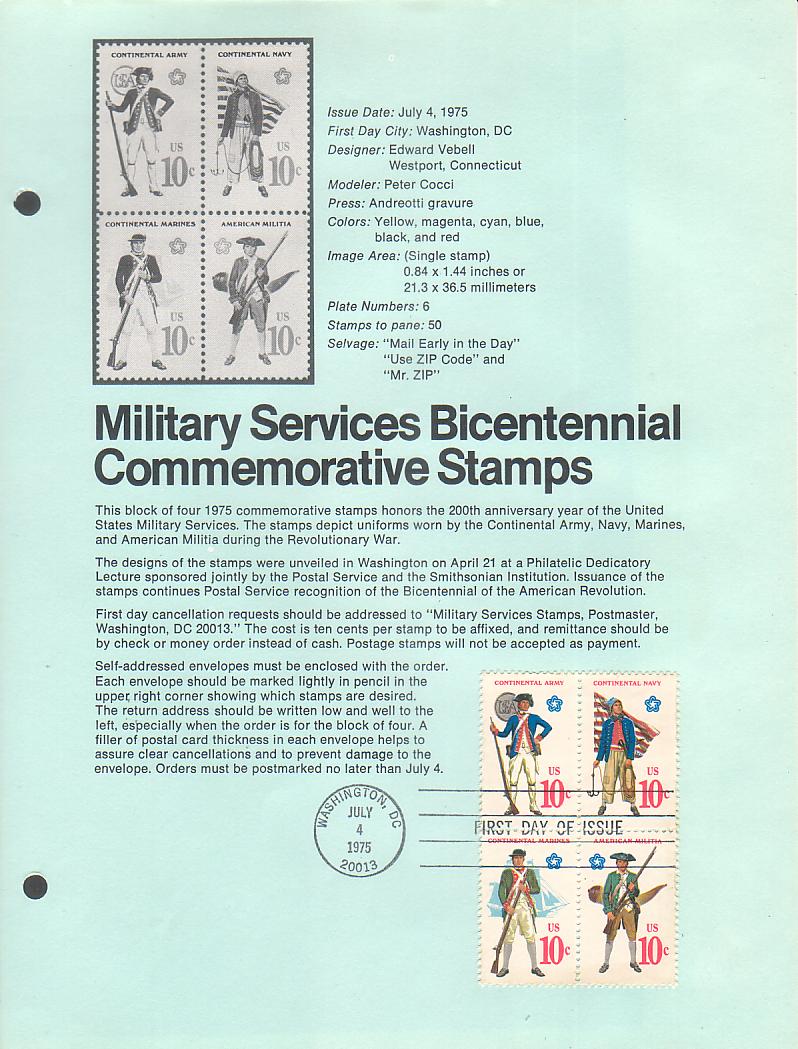 CONTINENTAL ARMY
CONTINENTAL NAVY
USA
US
10c
US
10c
CONTINENTAL MARINES
AMERICAN MILITIA
US
10c
US
10c
Issue Date: July 4, 1975
First Day City: Washington, DC
Designer: Edward Vebell
Westport, Connecticut
Modeler: Peter Cocci
Press: Andreotti gravure
Colors: Yellow, magenta, cyan, blue,
black, and red
Image Area: (Single stamp)
0.84 x 1.44 inches or
21.3 x 36.5 millimeters
Plate Numbers: 6
Stamps to pane: 50
Selvage: "Mail Early in the Day"
"Use ZIP Code" and
"Mr. ZIP"
Military Services Bicentennial
Commemorative Stamps
This block of four 1975 commemorative stamps honors the 200th anniversary year of the United
States Military Services. The stamps depict uniforms worn by the Continental Army, Navy, Marines,
and American Militia during the Revolutionary War.
The designs of the stamps were unveiled in Washington on April 21 at a Philatelic Dedicatory
Lecture sponsored jointly by the Postal Service and the Smithsonian Institution. Issuance of the
stamps continues Postal Service recognition of the Bicentennial of the American Revolution.
First day cancellation requests should be addressed to "Military Services Stamps, Postmaster,
Washington, DC 20013." The cost is ten cents per stamp to be affixed, and remittance should be
by check or money order instead of cash. Postage stamps will not be accepted as payment.
Self-addressed envelopes must be enclosed with the order.
Each envelope should be marked lightly in pencil in the
upper right corner showing which stamps are desired.
The return address should be written low and well to the
left, especially when the order is for the block of four. A
filler of postal card thickness in each envelope helps to
assure clear cancellations and to prevent damage to the
envelope. Orders must be postmarked no later than July 4.
CONTINENTAL ARMY
CONTINENTAL NAVY
USA
US
10c
US
10c
WASHINGTON, DC
JULY
4
1975
20013
FIRST DAY OF ISSUE
CONTINENTAL MARINES
AMERICAN MILITIA
US
10c
US
10c